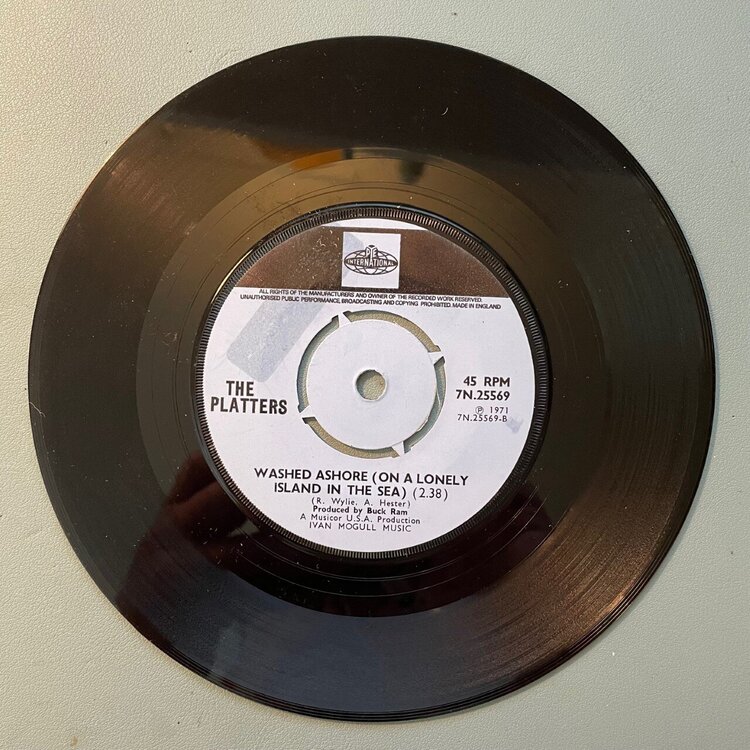 PYE
INTERNATIONAL
ALL RIGHTS OF THE MANUFACTURERS AND OWNER OF THE RECORDED WORK RESERVED.
UNAUTHORISED PUBLIC PERFORMANCE, BROADCASTING AND COPYING PROHIBITED. MADE IN ENGLAND
THE
PLATTERS
45 RPM
7N.25569
Ⓟ 1971
7N.25569-B
WASHED ASHORE (ON A LONELY
ISLAND IN THE SEA) (2.38)
(R. Wylie, A. Hester)
Produced by Buck Ram
A Musicor U.S.A. Production
IVAN MOGULL MUSIC